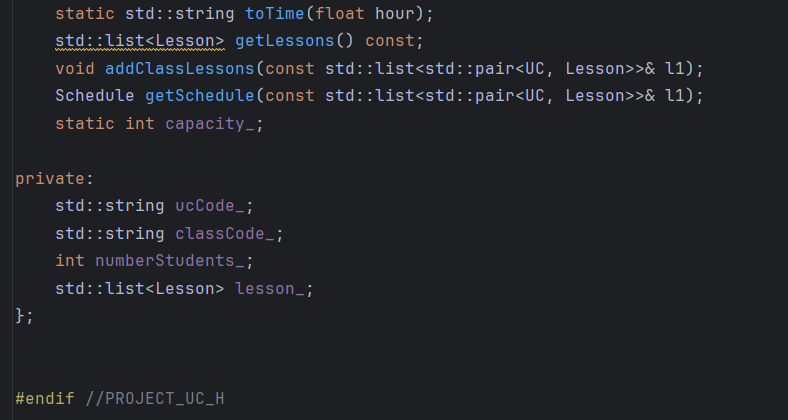 static std::string toTime(float hour);
std::list<Lesson> getLessons() const;
void addClassLessons(const std::list<std::pair<UC, Lesson>>& l1);
Schedule getSchedule(const std::list<std::pair<UC, Lesson>>& l1);
static int capacity_;
private:
std::string ucCode_;
std::string classCode_;
int numberStudents_;
std::list<Lesson> lesson_;
};
#endif //PROJECT_UC_H